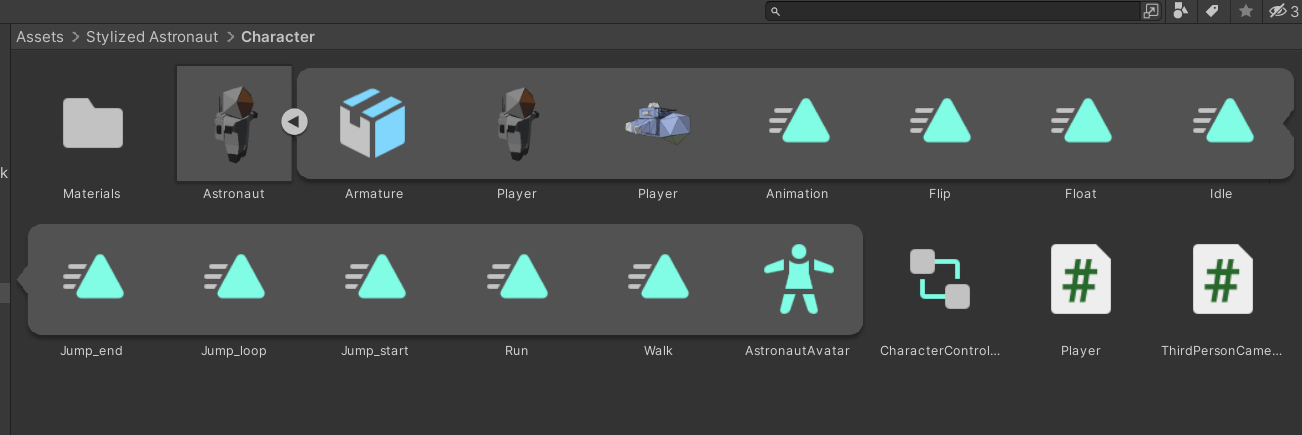 3
Assets > Stylized Astronaut > Character
k
Materials
Astronaut
Armature
Player
Player
Animation
Flip
Float
Idle
Jump_end
Jump_loop
Jump_start
Run
Walk
AstronautAvatar
CharacterControl...
Player
ThirdPersonCame...